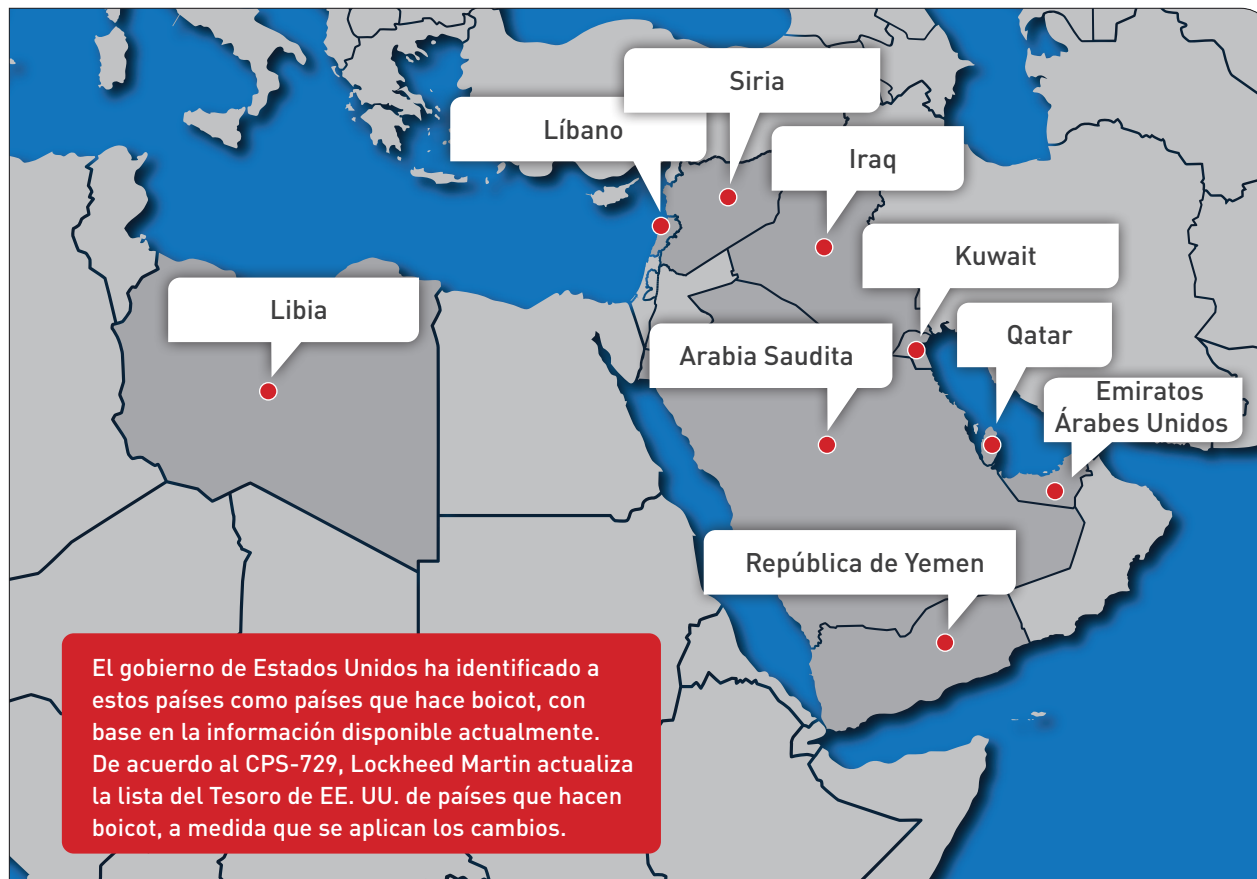 Siria
Líbano
Iraq
Kuwait
Libia
Qatar
Arabia Saudita
Emiratos
Árabes Unidos
República de Yemen
El gobierno de Estados Unidos ha identificado a
estos países como países que hace boicot, con
base en la información disponible actualmente.
De acuerdo al CPS-729, Lockheed Martin actualiza
la lista del Tesoro de EE. UU. de países que hacen
boicot, a medida que se aplican los cambios.